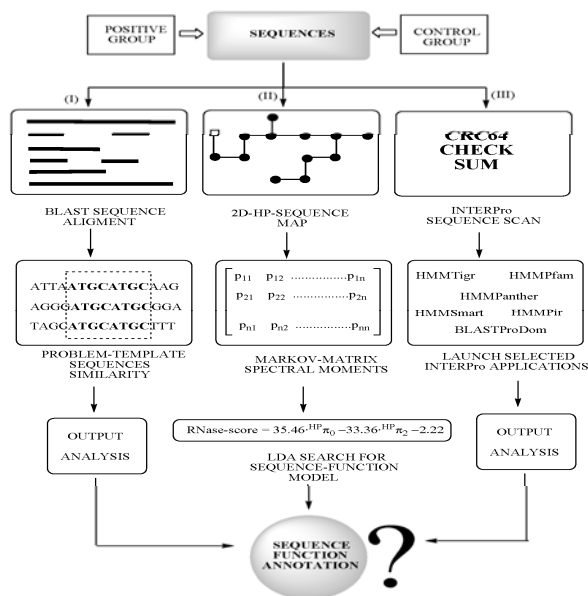 POSITIVE
GROUP
SEQUENCES
CONTROL
GROUP
(I)
(II)
(III)
CRC64
CHECK
SUM
BLAST SEQUENCE
ALIGMENT
2D-HP-SEQUENCE
MAP
INTERPro
SEQUENCE SCAN
ATTAATGCATGCAAG
AGGGATGCATGCGGA
TAGCATGCATGCTTT
p11 p12 ..................p1n
p21 p22 ..................p2n
pn1 pn2 ..................pnn
HMMTigr HMMPfam
HMMPanther
HMMSmart HMMPir
BLASTProDom
PROBLEM-TEMPLATE
SEQUENCES
SIMILARITY
MARKOV-MATRIX
SPECTRAL MOMENTS
LAUNCH SELECTED
INTERPro APPLICATIONS
OUTPUT
ANALYSIS
RNase-score = 35.46·HPπ0 −33.36·HPπ2 −2.22
OUTPUT
ANALYSIS
LDA SEARCH FOR
SEQUENCE-FUNCTION
MODEL
SEQUENCE
FUNCTION
ANNOTATION
?